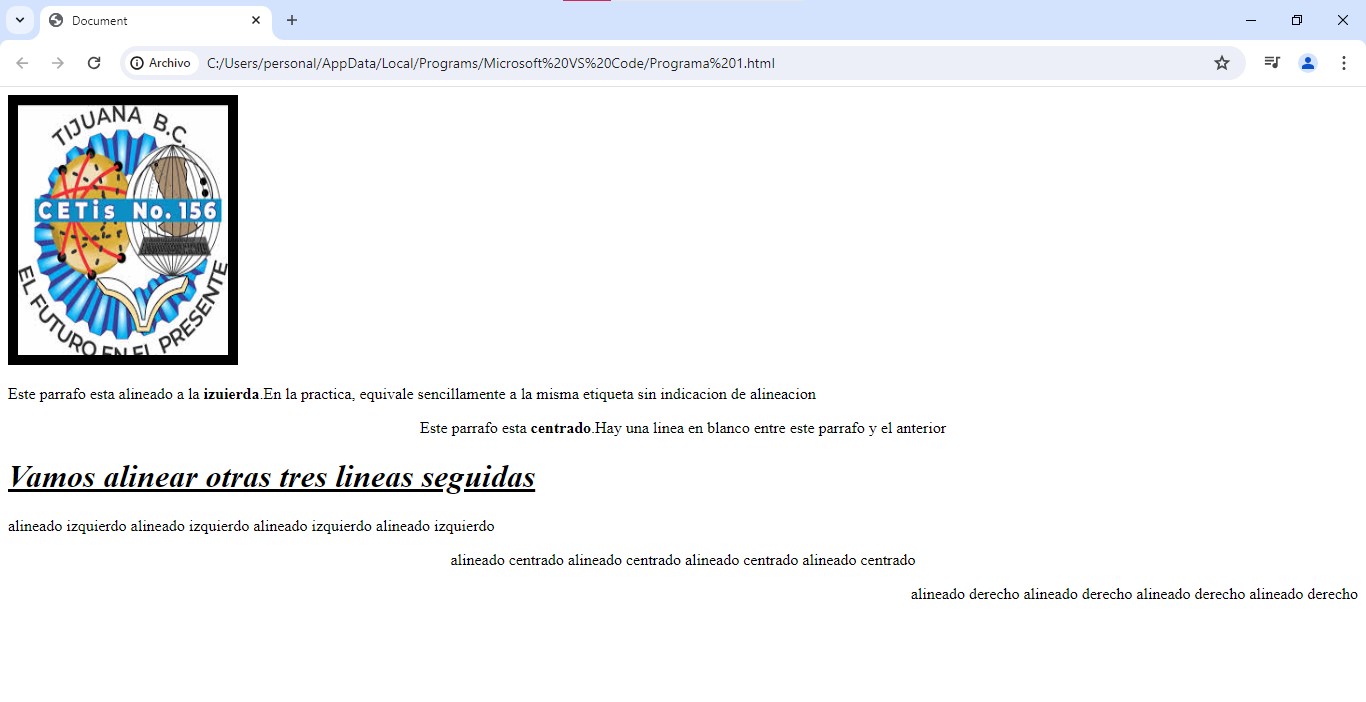 Document
Archivo
C:/Users/personal/AppData/Local/Programs/Microsoft%20VS%20Code/Programa%201.html
TIJUANA B.C.
CETis No. 156
EL FUTURO EN EL PRESENTE
Este parrafo esta alineado a la izuierda.En la practica, equivale sencillamente a la misma etiqueta sin indicacion de alineacion
Este parrafo esta centrado.Hay una linea en blanco entre este parrafo y el anterior
Vamos alinear otras tres lineas seguidas
alineado izquierdo alineado izquierdo alineado izquierdo alineado izquierdo
alineado centrado alineado centrado alineado centrado alineado centrado
alineado derecho alineado derecho alineado derecho alineado derecho